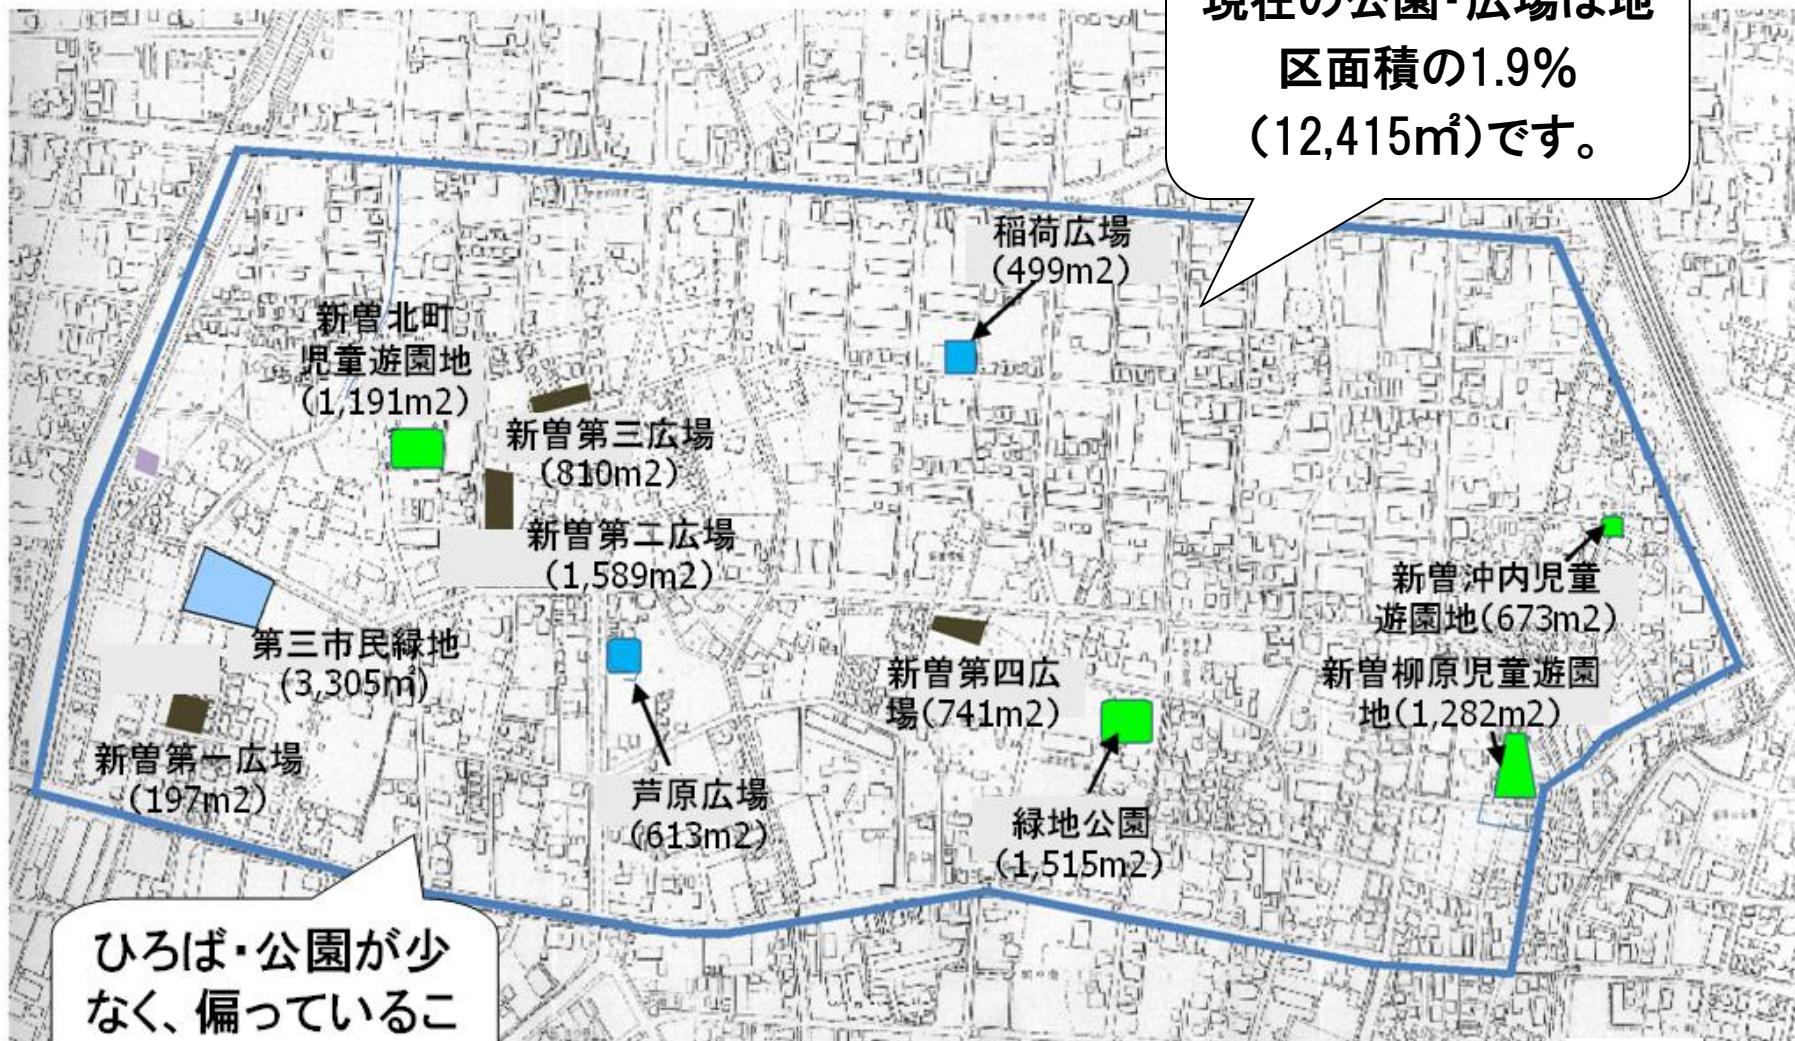 現在の公園・広場は地
区面積の1.9%
（12,415㎡）です。
稲荷広場
（499m2）
新曽北町
児童遊園地
（1,191m2）
新曽第三広場
（810m2）
新曽第二広場
（1,589m2）
新曽沖内児童
遊園地（673m2）
第三市民緑地
（3,305㎡）
新曽第四広
場（741m2）
新曽柳原児童遊園
地（1,282m2）
新曽第一広場
（197m2）
芦原広場
（613m2）
緑地公園
（1,515m2）
ひろば・公園が少
なく、偏っているこ